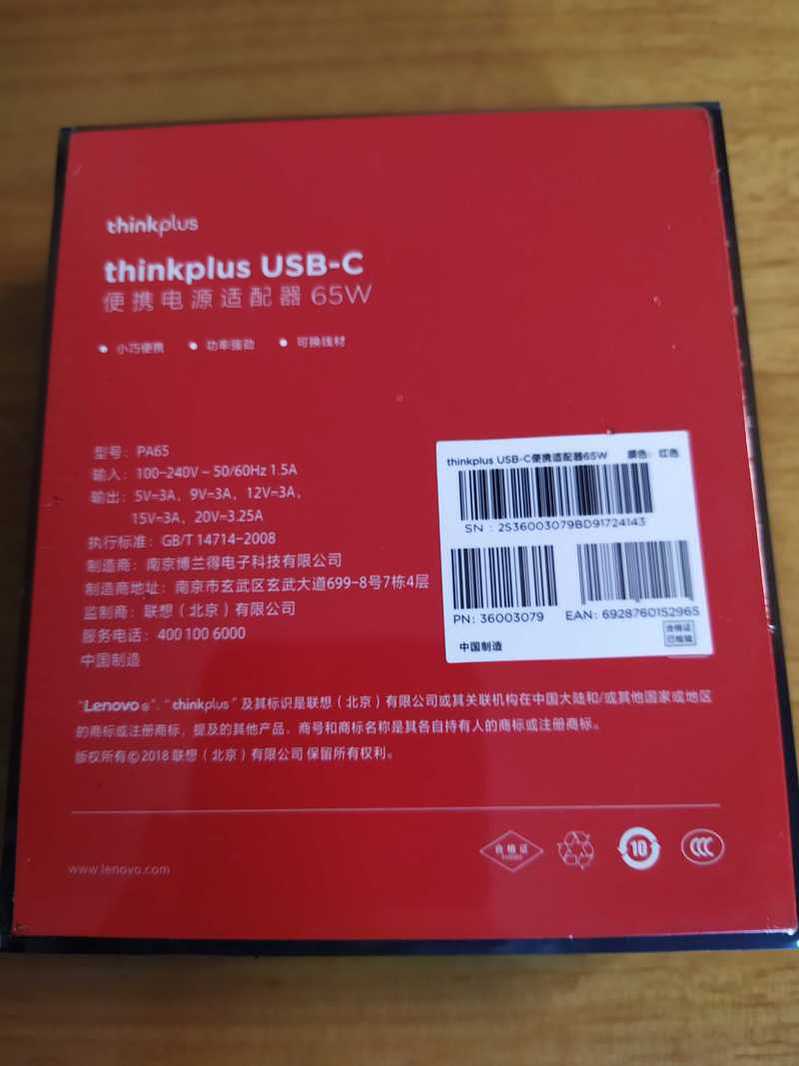 thinkplus
thinkplus USB-C
便携电源适配器 65W
小巧便携 功率强劲 可换线材
型号：PA65
输入：100-240V ~ 50/60Hz 1.5A
输出：5V⎓3A、9V⎓3A、12V⎓3A、
15V⎓3A、20V⎓3.25A
执行标准：GB/T 14714-2008
制造商：南京博兰得电子科技有限公司
制造商地址：南京市玄武区玄武大道699-8号7栋4层
监制商：联想（北京）有限公司
服务电话：400 100 6000
中国制造
thinkplus USB-C便携适配器65W 颜色：红色
SN：2S36003079BD91724143
PN: 36003079 EAN: 6928760152965
中国制造
合格证
已检验
“Lenovo”、“thinkplus”及其标识是联想（北京）有限公司或其关联机构在中国大陆和/或其他国家或地区
的商标或注册商标，提及的其他产品、商号和商标名称是其各自持有人的商标或注册商标。
版权所有©2018 联想（北京）有限公司 保留所有权利。
合格证
10
CCC
www.lenovo.com